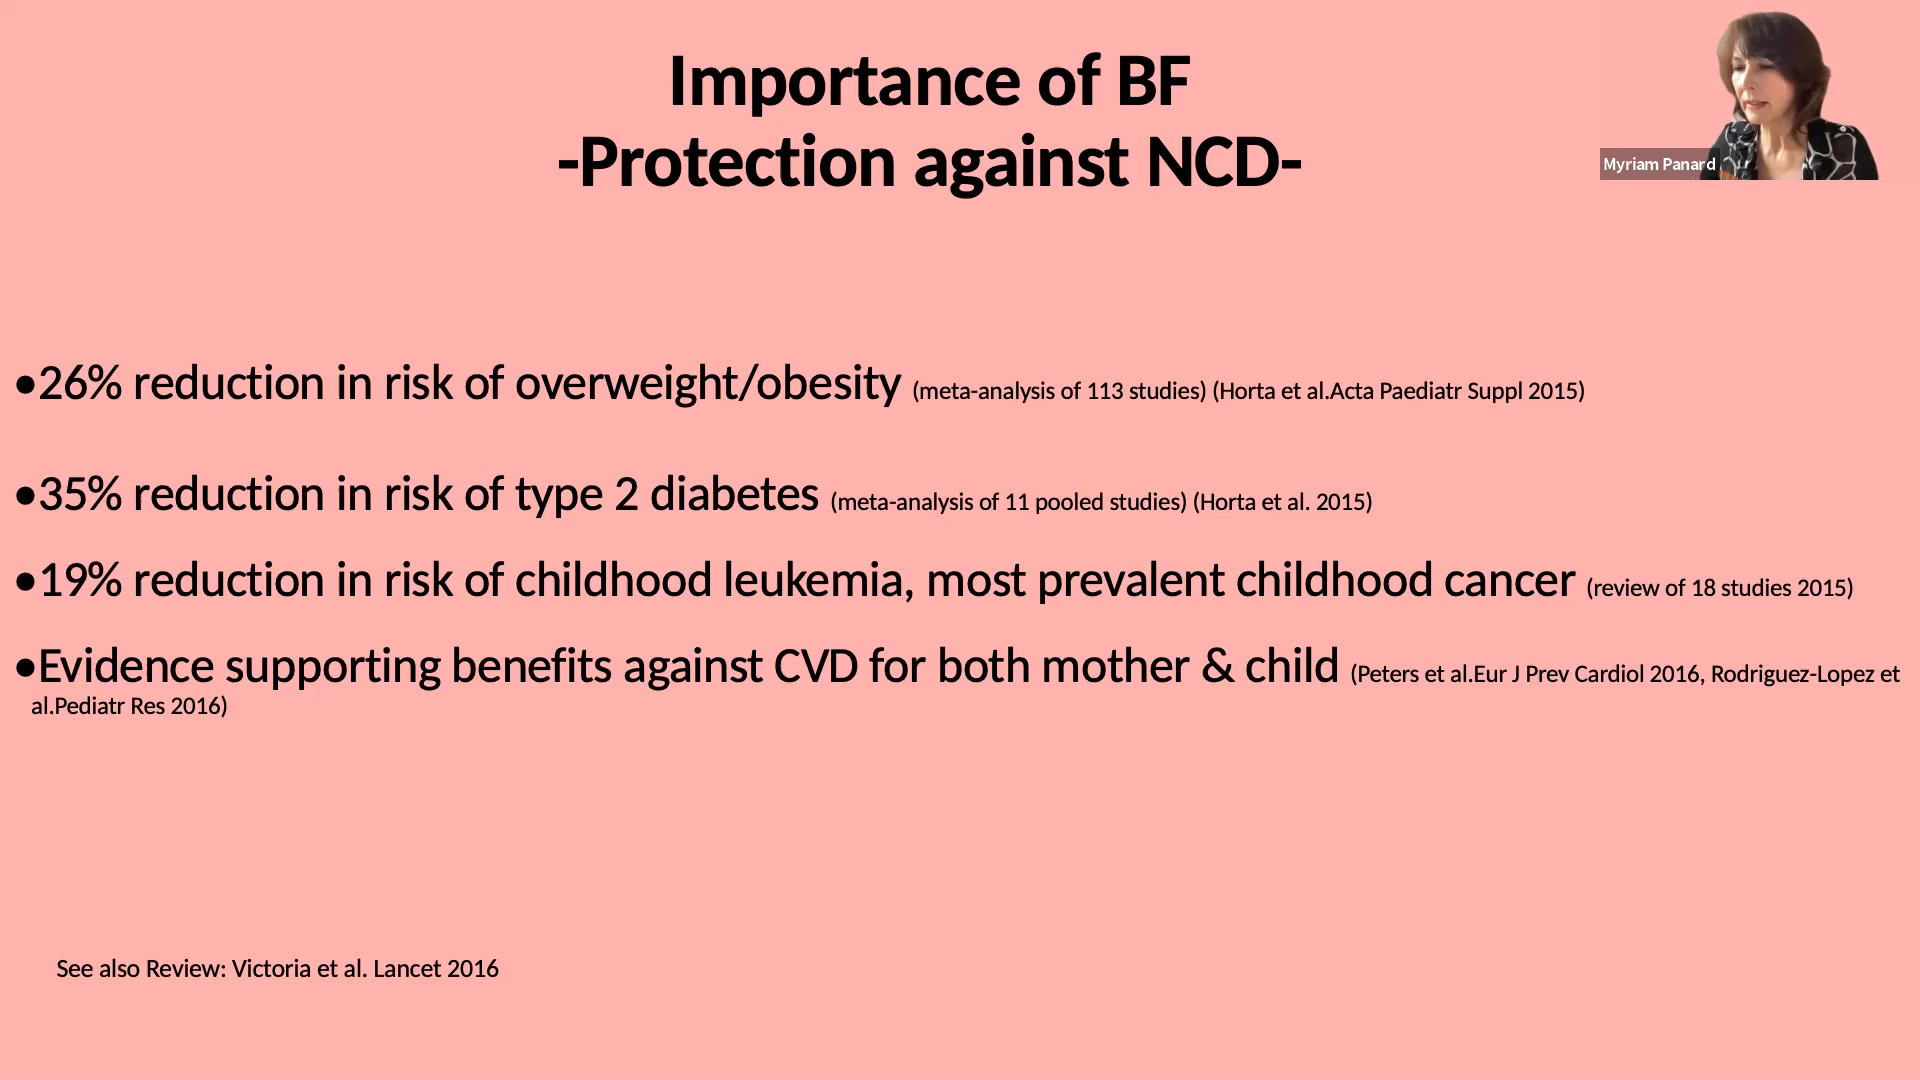 Importance of BF
-Protection against NCD-
Myriam Panard
•26% reduction in risk of overweight/obesity (meta-analysis of 113 studies) (Horta et al.Acta Paediatr Suppl 2015)
•35% reduction in risk of type 2 diabetes (meta-analysis of 11 pooled studies) (Horta et al. 2015)
•19% reduction in risk of childhood leukemia, most prevalent childhood cancer (review of 18 studies 2015)
•Evidence supporting benefits against CVD for both mother & child (Peters et al.Eur J Prev Cardiol 2016, Rodriguez-Lopez et
al.Pediatr Res 2016)
See also Review: Victoria et al. Lancet 2016